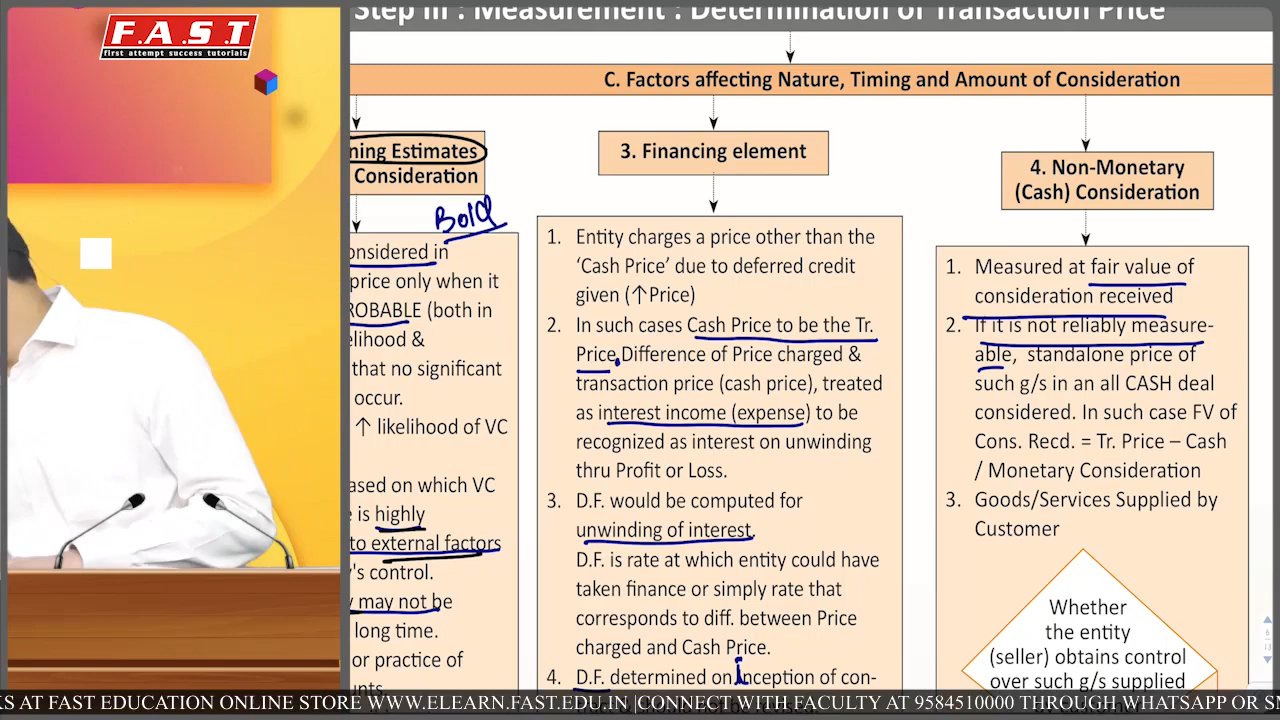 Step III : Measurement : Determination of Transaction Price
F.A.S.T
first attempt success tutorials
C. Factors affecting Nature, Timing and Amount of Consideration
ning Estimates
Consideration
onsidered in
price only when it
ROBABLE (both in
elihood &
that no significant
occur.
↑ likelihood of VC
ased on which VC
e is highly
to external factors
y's control.
y may not be
long time.
or practice of
unts.
3. Financing element
1. Entity charges a price other than the
‘Cash Price’ due to deferred credit
given (↑Price)
2. In such cases Cash Price to be the Tr.
Price. Difference of Price charged &
transaction price (cash price), treated
as interest income (expense) to be
recognized as interest on unwinding
thru Profit or Loss.
3. D.F. would be computed for
unwinding of interest.
D.F. is rate at which entity could have
taken finance or simply rate that
corresponds to diff. between Price
charged and Cash Price.
4. D.F. determined on inception of con-
4. Non-Monetary
(Cash) Consideration
1. Measured at fair value of
consideration received
2. If it is not reliably measure-
able, standalone price of
such g/s in an all CASH deal
considered. In such case FV of
Cons. Recd. = Tr. Price – Cash
/ Monetary Consideration
3 Goods/Services Supplied by
Customer
Whether
the entity
(seller) obtains control
over such g/s supplied
6
13
KS AT FAST EDUCATION ONLINE STORE WWW.ELEARN.FAST.EDU.IN |CONNECT WITH FACULTY AT 9584510000 THROUGH WHATSAPP OR S